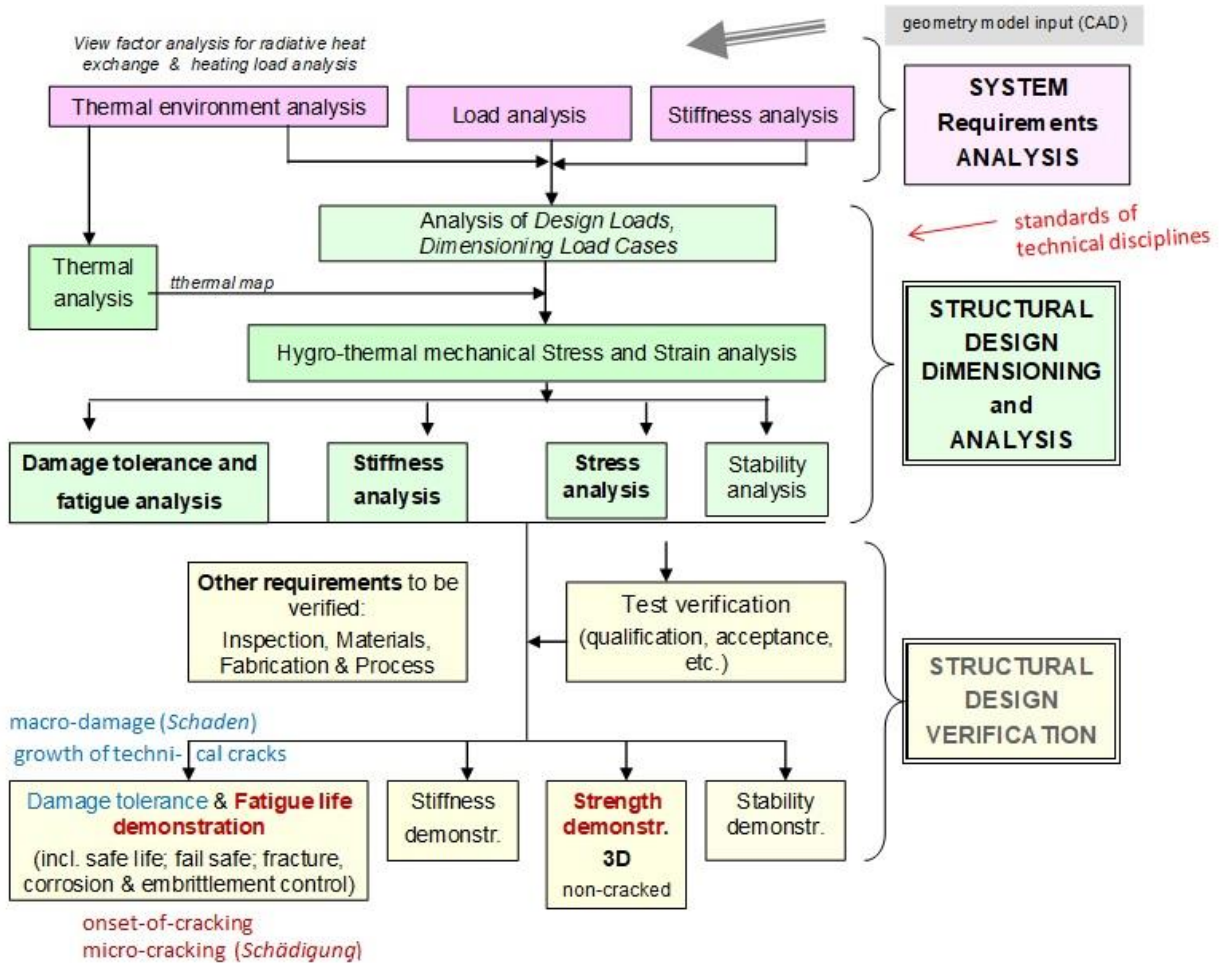 geometry model input (CAD)
View factor analysis for radiative heat
exchange & heating load analysis
Thermal environment analysis
Load analysis
Stiffness analysis
SYSTEM
Requirements
ANALYSIS
Analysis of Design Loads,
Dimensioning Load Cases
standards of
technical disciplines
Thermal
analysis
tthermal map
Hygro-thermal mechanical Stress and Strain analysis
STRUCTURAL
DESIGN
DiMENSIONING
and
ANALYSIS
Damage tolerance and
fatigue analysis
Stiffness
analysis
Stress
analysis
Stability
analysis
Other requirements to be
verified:
Inspection, Materials,
Fabrication & Process
Test verification
(qualification, acceptance,
etc.)
STRUCTURAL
DESIGN
VERIFICATION
macro-damage (Schaden)
growth of techni- cal cracks
Damage tolerance & Fatigue life
demonstration
(incl. safe life; fail safe; fracture,
corrosion & embrittlement control)
Stiffness
demonstr.
Strength
demonstr.
3D
non-cracked
Stability
demonstr.
onset-of-cracking
micro-cracking (Schädigung)